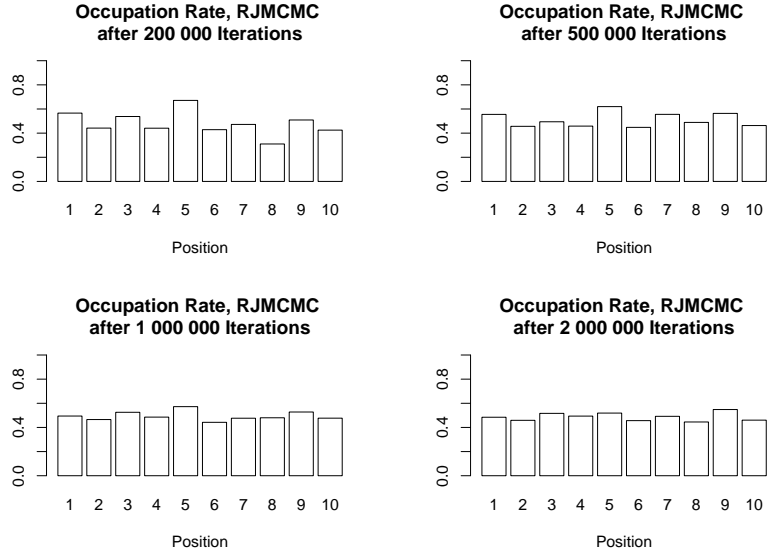 Occupation Rate, RJMCMC
after 200 000 Iterations
0.0 0.4 0.8
1 2 3 4 5 6 7 8 9 10
Position
Occupation Rate, RJMCMC
after 500 000 Iterations
0.0 0.4 0.8
1 2 3 4 5 6 7 8 9 10
Position
Occupation Rate, RJMCMC
after 1 000 000 Iterations
0.0 0.4 0.8
1 2 3 4 5 6 7 8 9 10
Position
Occupation Rate, RJMCMC
after 2 000 000 Iterations
0.0 0.4 0.8
1 2 3 4 5 6 7 8 9 10
Position